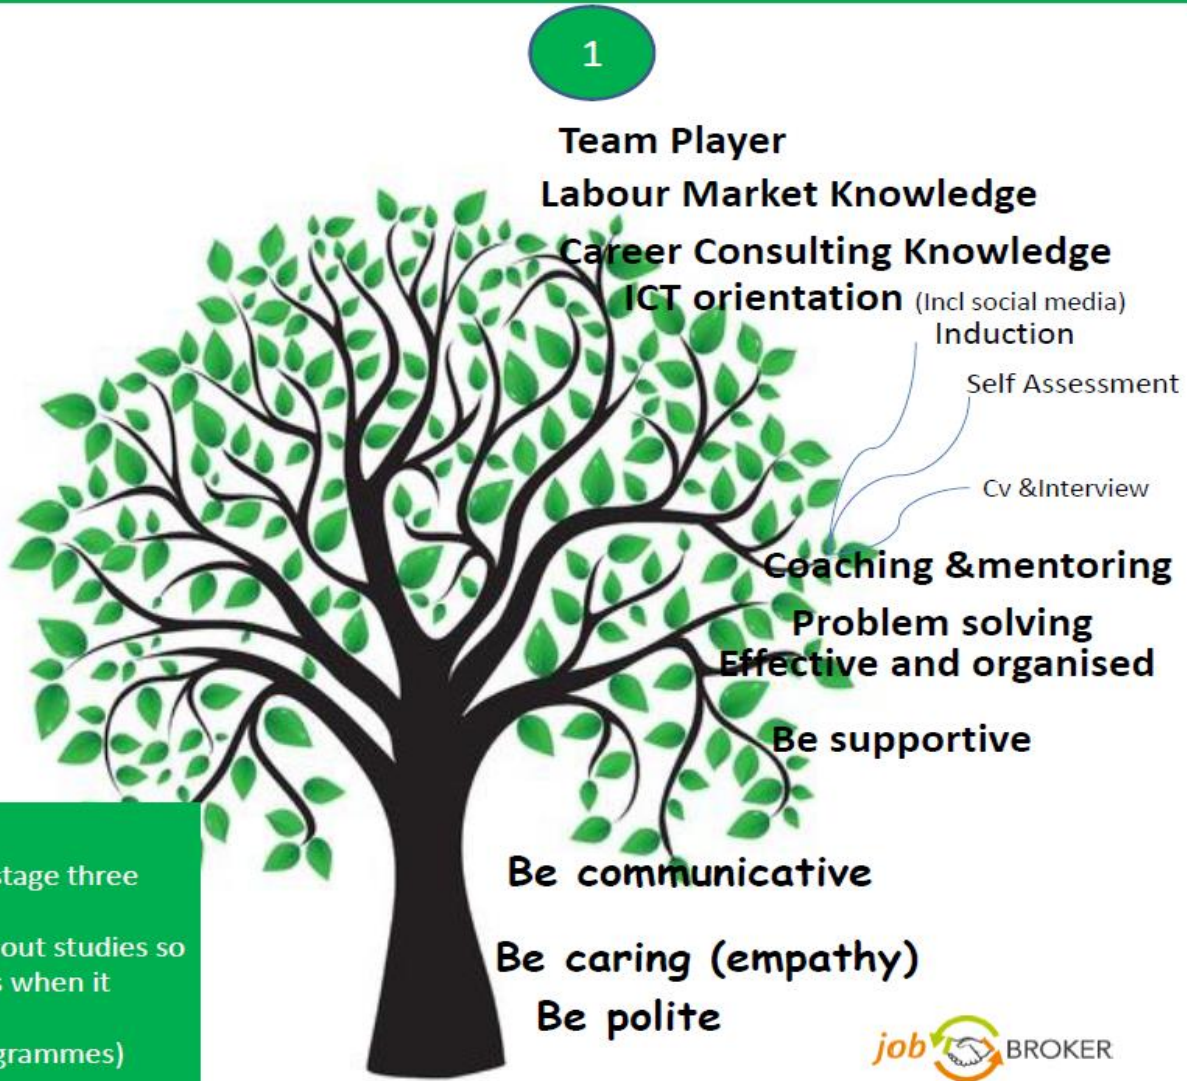 1
Team Player
Labour Market Knowledge
Career Consulting Knowledge
ICT orientation (Incl social media)
Induction
Self Assessment
Cv &Interview
Coaching &mentoring
Problem solving
Effective and organised
Be supportive
Be communicative
Be caring (empathy)
Be polite
stage three
out studies so
when it
grammes)
job BROKER